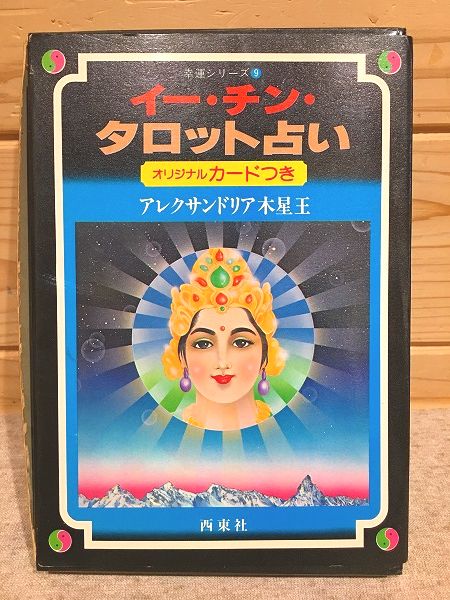 幸運シリーズ9
イー・チン・
タロット占い
オリジナルカードつき
アレクサンドリア木星王
西東社